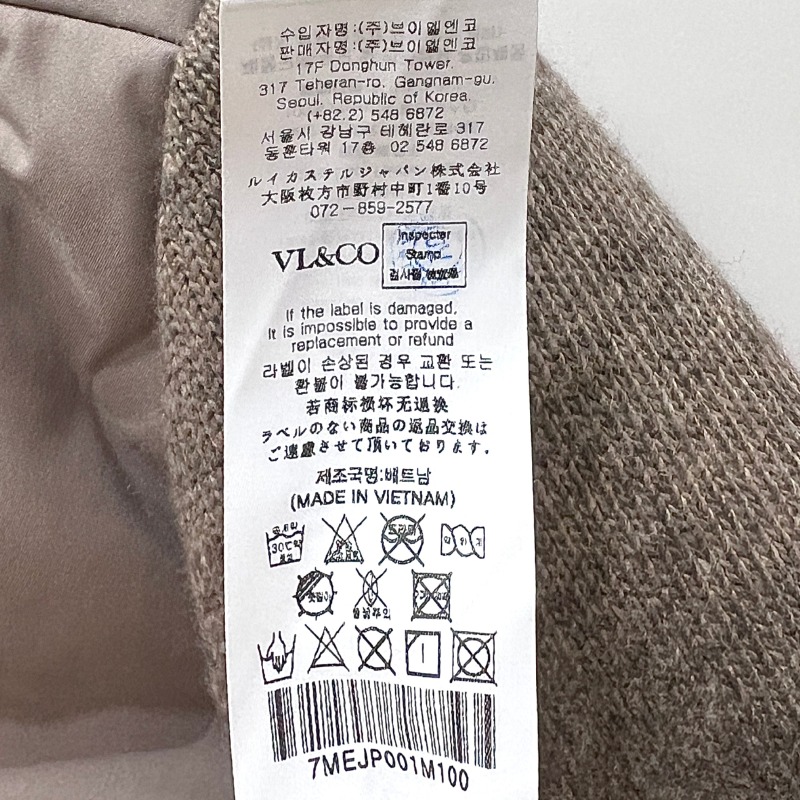 수입자명:(주)브이엘엔코
판매자명:(주)브이엘엔코
17F Donghun Tower,
317 Teheran-ro, Gangnam-gu,
Seoul, Republic of Korea,
(+82.2) 548 6872
서울시 강남구 테헤란로 317
동훈타워 17층 02 548 6872
ルイカステルジャパン株式会社
大阪枚方市野村中町1番10号
072-859-2577
VL&CO
Inspecter
Stamp
If the label is damaged,
It is impossible to provide a
replacement or refund
라벨이 손상된 경우 교환 또는
환불이 불가능합니다.
若商标损坏无退换
ラベルのない商品の返品交換は
ご遠慮させて頂いております。
제조국명:베트남
(MADE IN VIETNAM)
30℃
7MEJP001M100